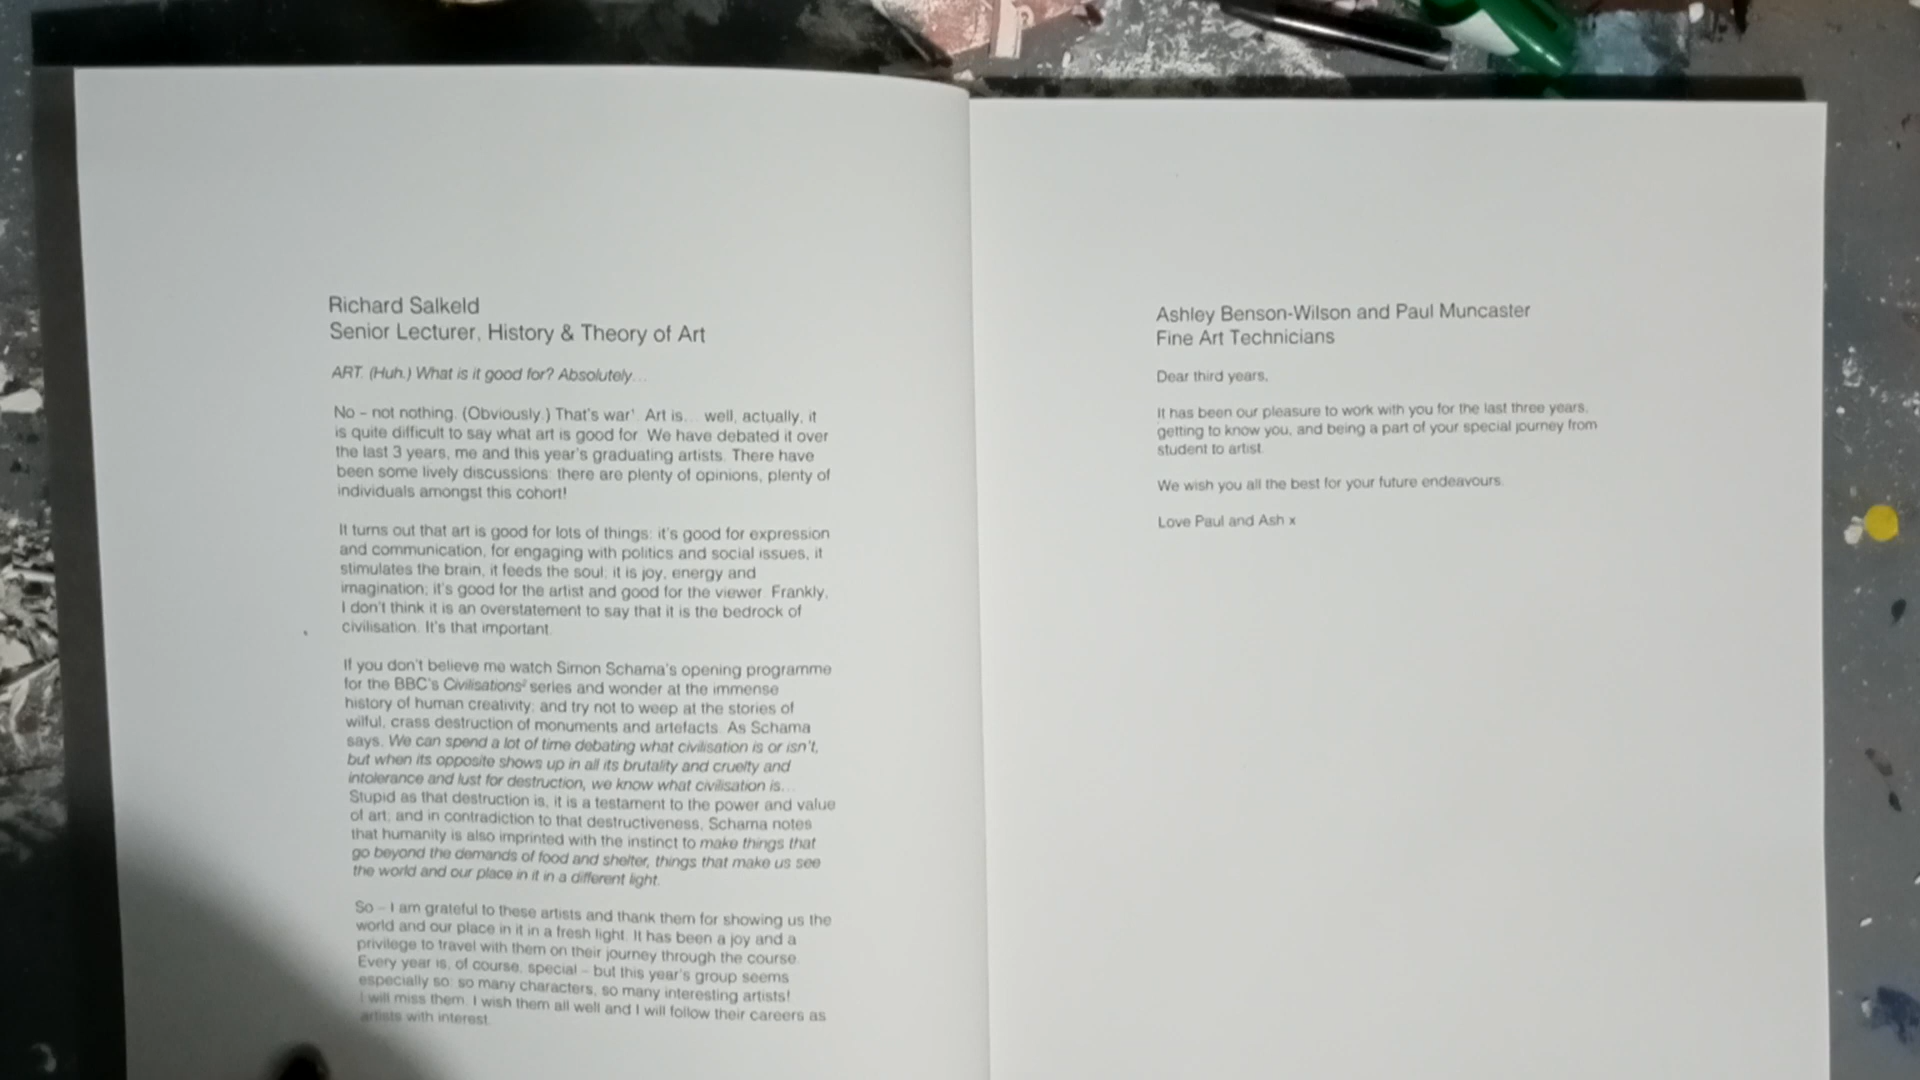 Richard Salkeld
Senior Lecturer, History & Theory of Art
ART. (Huh.) What is it good for? Absolutely...
No – not nothing. (Obviously.) That's war¹. Art is... well, actually, it
is quite difficult to say what art is good for. We have debated it over
the last 3 years, me and this year's graduating artists. There have
been some lively discussions: there are plenty of opinions, plenty of
individuals amongst this cohort!
It turns out that art is good for lots of things: it's good for expression
and communication, for engaging with politics and social issues, it
stimulates the brain, it feeds the soul; it is joy, energy and
imagination; it's good for the artist and good for the viewer. Frankly,
I don't think it is an overstatement to say that it is the bedrock of
civilisation. It's that important.
If you don't believe me watch Simon Schama's opening programme
for the BBC's Civilisations² series and wonder at the immense
history of human creativity; and try not to weep at the stories of
wilful, crass destruction of monuments and artefacts. As Schama
says, We can spend a lot of time debating what civilisation is or isn't,
but when its opposite shows up in all its brutality and cruelty and
intolerance and lust for destruction, we know what civilisation is...
Stupid as that destruction is, it is a testament to the power and value
of art; and in contradiction to that destructiveness, Schama notes
that humanity is also imprinted with the instinct to make things that
go beyond the demands of food and shelter, things that make us see
the world and our place in it in a different light.
So – I am grateful to these artists and thank them for showing us the
world and our place in it in a fresh light. It has been a joy and a
privilege to travel with them on their journey through the course.
Every year is, of course, special – but this year's group seems
especially so: so many characters, so many interesting artists!
I will miss them. I wish them all well and I will follow their careers as
artists with interest.
Ashley Benson-Wilson and Paul Muncaster
Fine Art Technicians
Dear third years,
It has been our pleasure to work with you for the last three years,
getting to know you, and being a part of your special journey from
student to artist.
We wish you all the best for your future endeavours.
Love Paul and Ash x